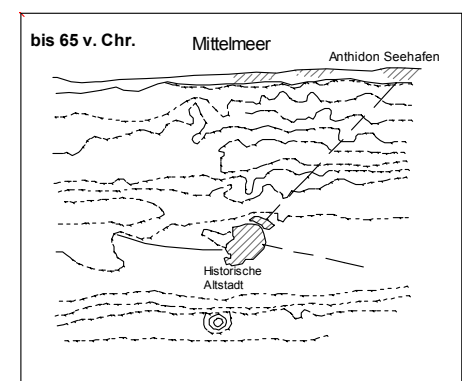 bis 65 v. Chr.
Mittelmeer
Anthidon Seehafen
Historische
Altstadt